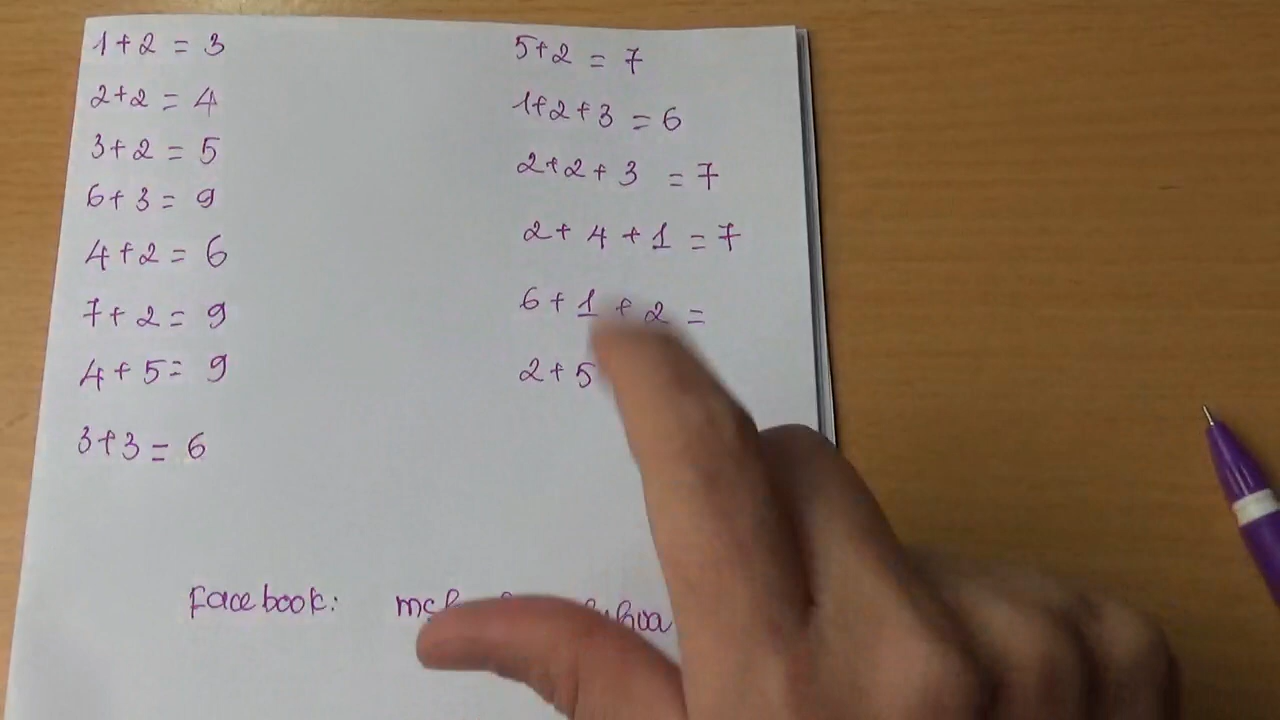 1+2 = 3
2+2 = 4
3+2 = 5
6+3 = 9
4+2 = 6
7+2 = 9
4+5 = 9
3+3 = 6
5+2 = 7
1+2+3 = 6
2+2+3 = 7
2+4+1 = 7
6+1+2 =
2+5
Facebook: